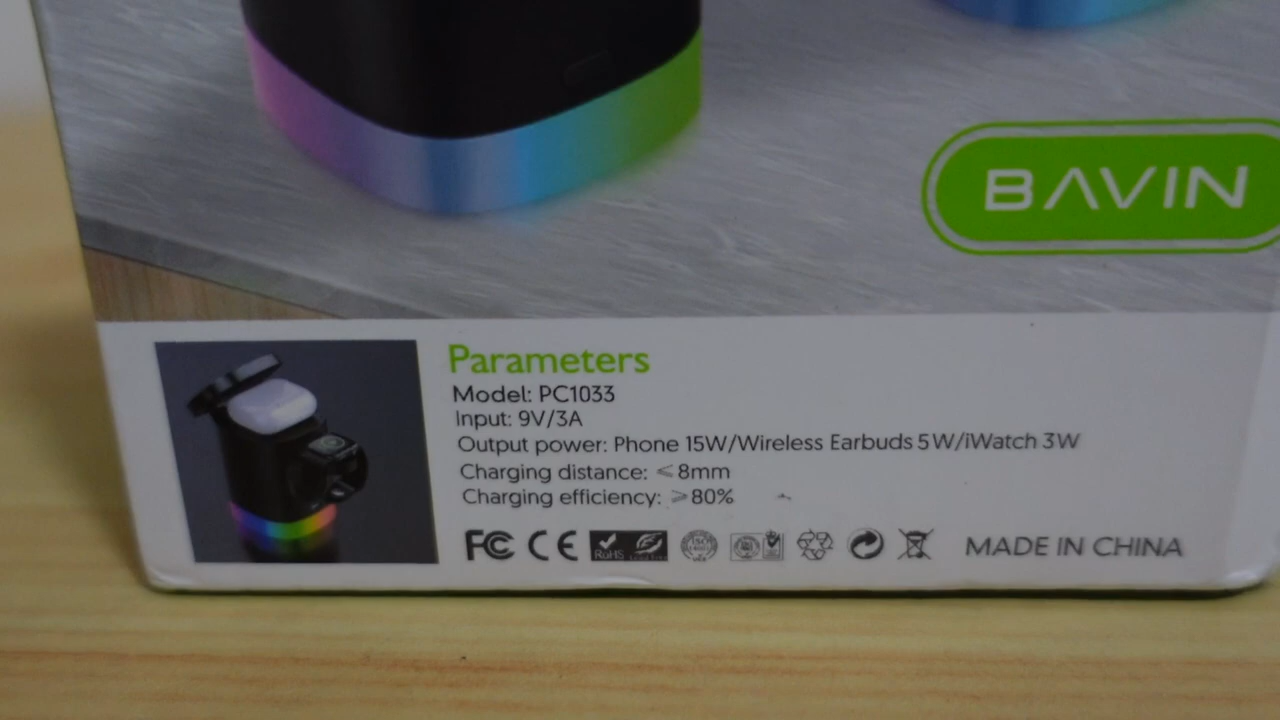 BAVIN
Parameters
Model: PC1033
Input: 9V/3A
Output power: Phone 15W/Wireless Earbuds 5W/iWatch 3W
Charging distance: ⩽8mm
Charging efficiency: ⩾80%
FC CE RoHS ISO MADE IN CHINA